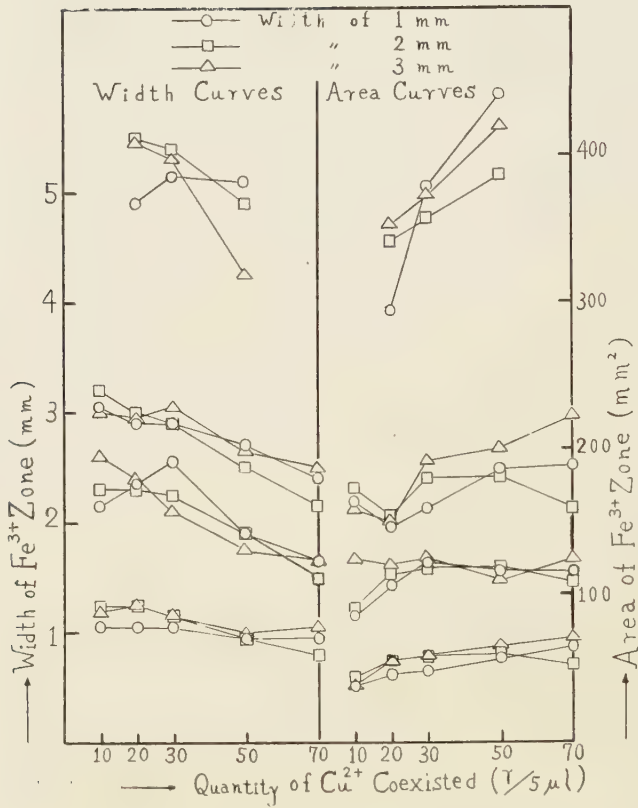 Width of 1 mm
" 2 mm
" 3 mm
Width Curves
Area Curves
5
4
3
2
1
400
300
200
100
Width of Fe³⁺ Zone (mm)
Area of Fe³⁺ Zone (mm²)
10 20 30 50 70
10 20 30 50 70
Quantity of Cu²⁺ Coexisted (γ/5 μl)